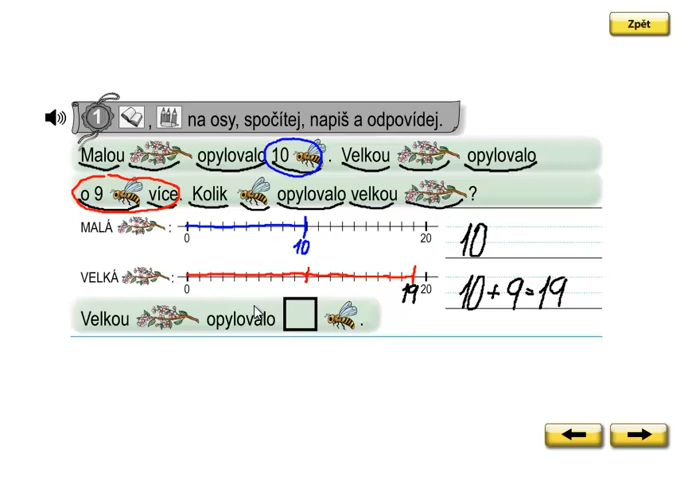 Zpět
1 , na osy, spočítej, napiš a odpovídej.
Malou opylovalo 10 . Velkou opylovalo
o 9 více. Kolik opylovalo velkou ?
MALÁ : 0 10 20 10
VELKÁ : 0 19 20 10 + 9 = 19
Velkou opylovalo .